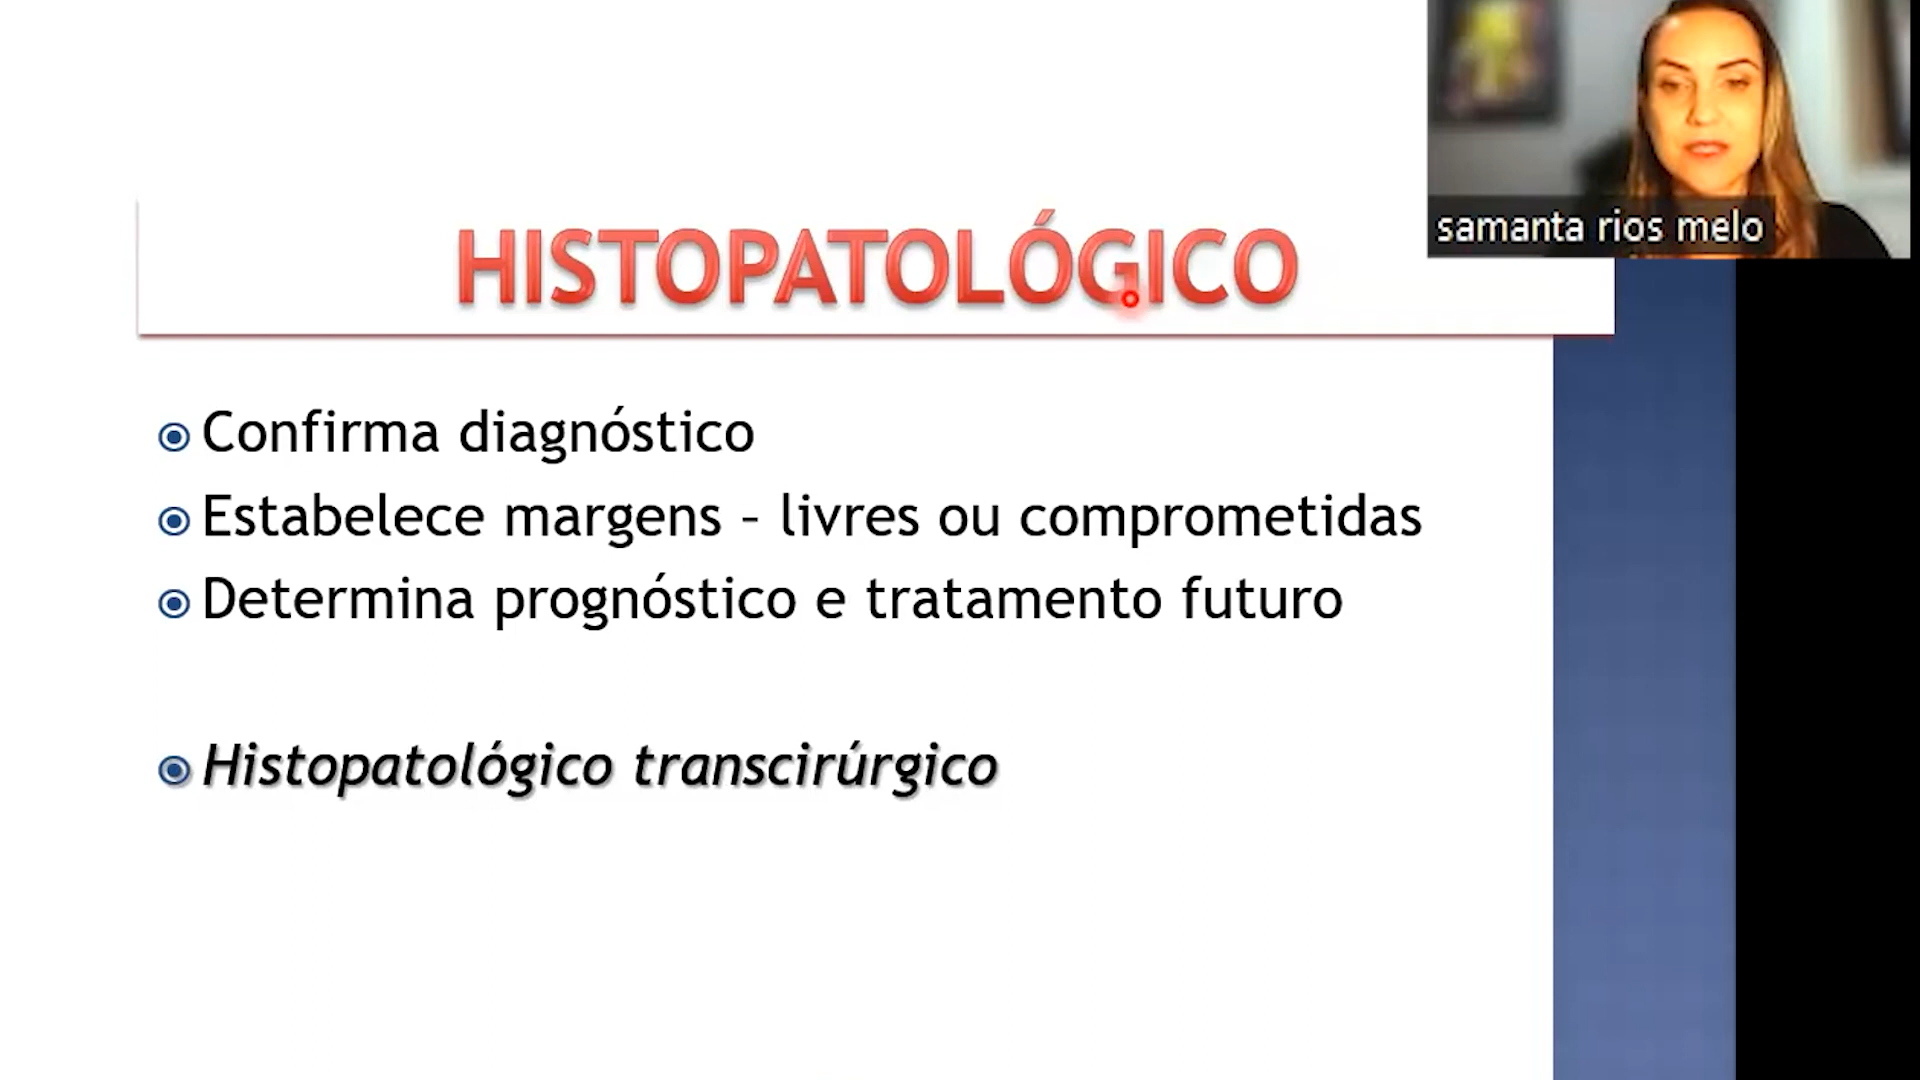 samanta rios melo
HISTOPATOLÓGICO
Confirma diagnóstico
Estabelece margens – livres ou comprometidas
Determina prognóstico e tratamento futuro
Histopatológico transcirúrgico